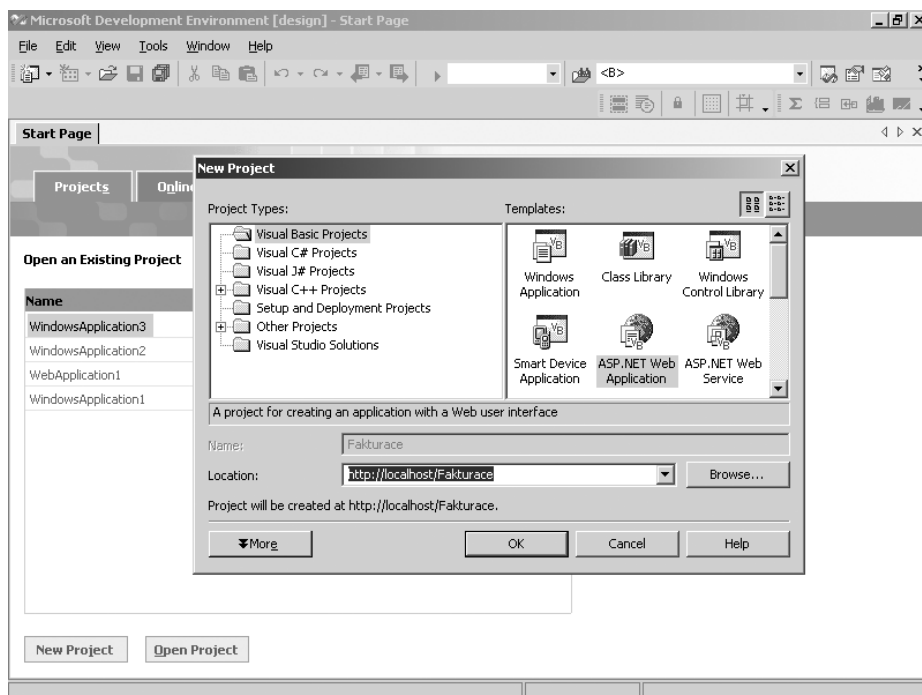 Microsoft Development Environment [design] - Start Page
File Edit View Tools Window Help
<B>
Start Page
Projects
New Project
Project Types:
Templates:
Visual Basic Projects
Visual C# Projects
Visual J# Projects
Visual C++ Projects
Setup and Deployment Projects
Other Projects
Visual Studio Solutions
Windows Application
Class Library
Windows Control Library
Smart Device Application
ASP.NET Web Application
ASP.NET Web Service
A project for creating an application with a Web user interface
Name: Fakturace
Location: http://localhost/Fakturace
Browse...
Project will be created at http://localhost/Fakturace.
More
OK
Cancel
Help
Open an Existing Project
Name
WindowsApplication3
WindowsApplication2
WebApplication1
WindowsApplication1
New Project
Open Project